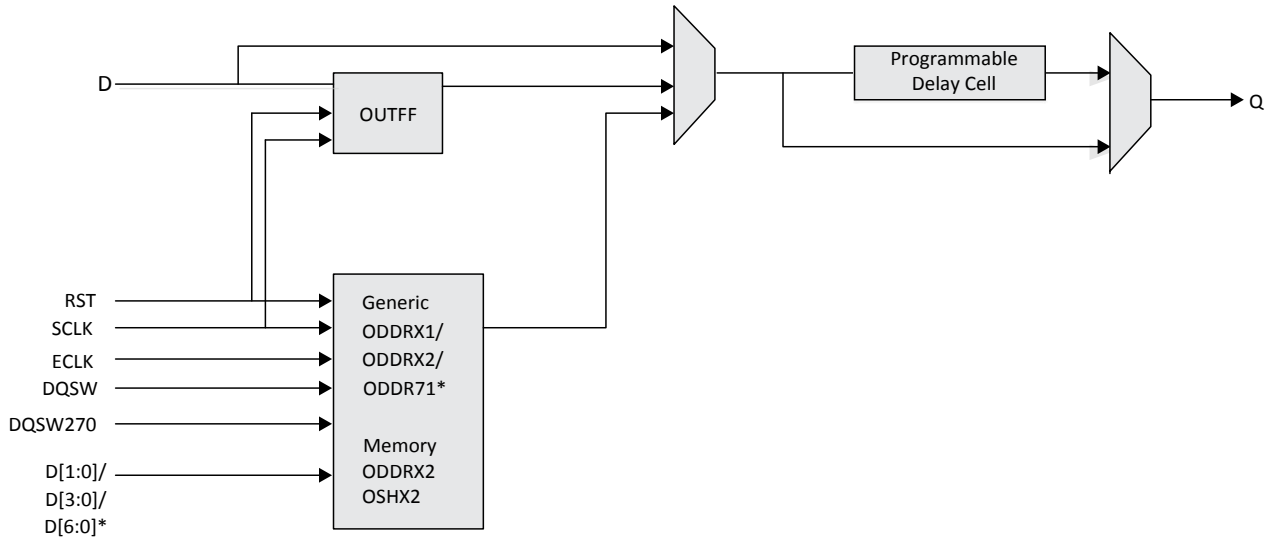 Programmable
Delay Cell
D
OUTFF
Q
RST
SCLK
ECLK
DQSW
DQSW270
D[1:0]/
D[3:0]/
D[6:0]*
Generic
ODDRX1/
ODDRX2/
ODDR71*
Memory
ODDRX2
OSHX2